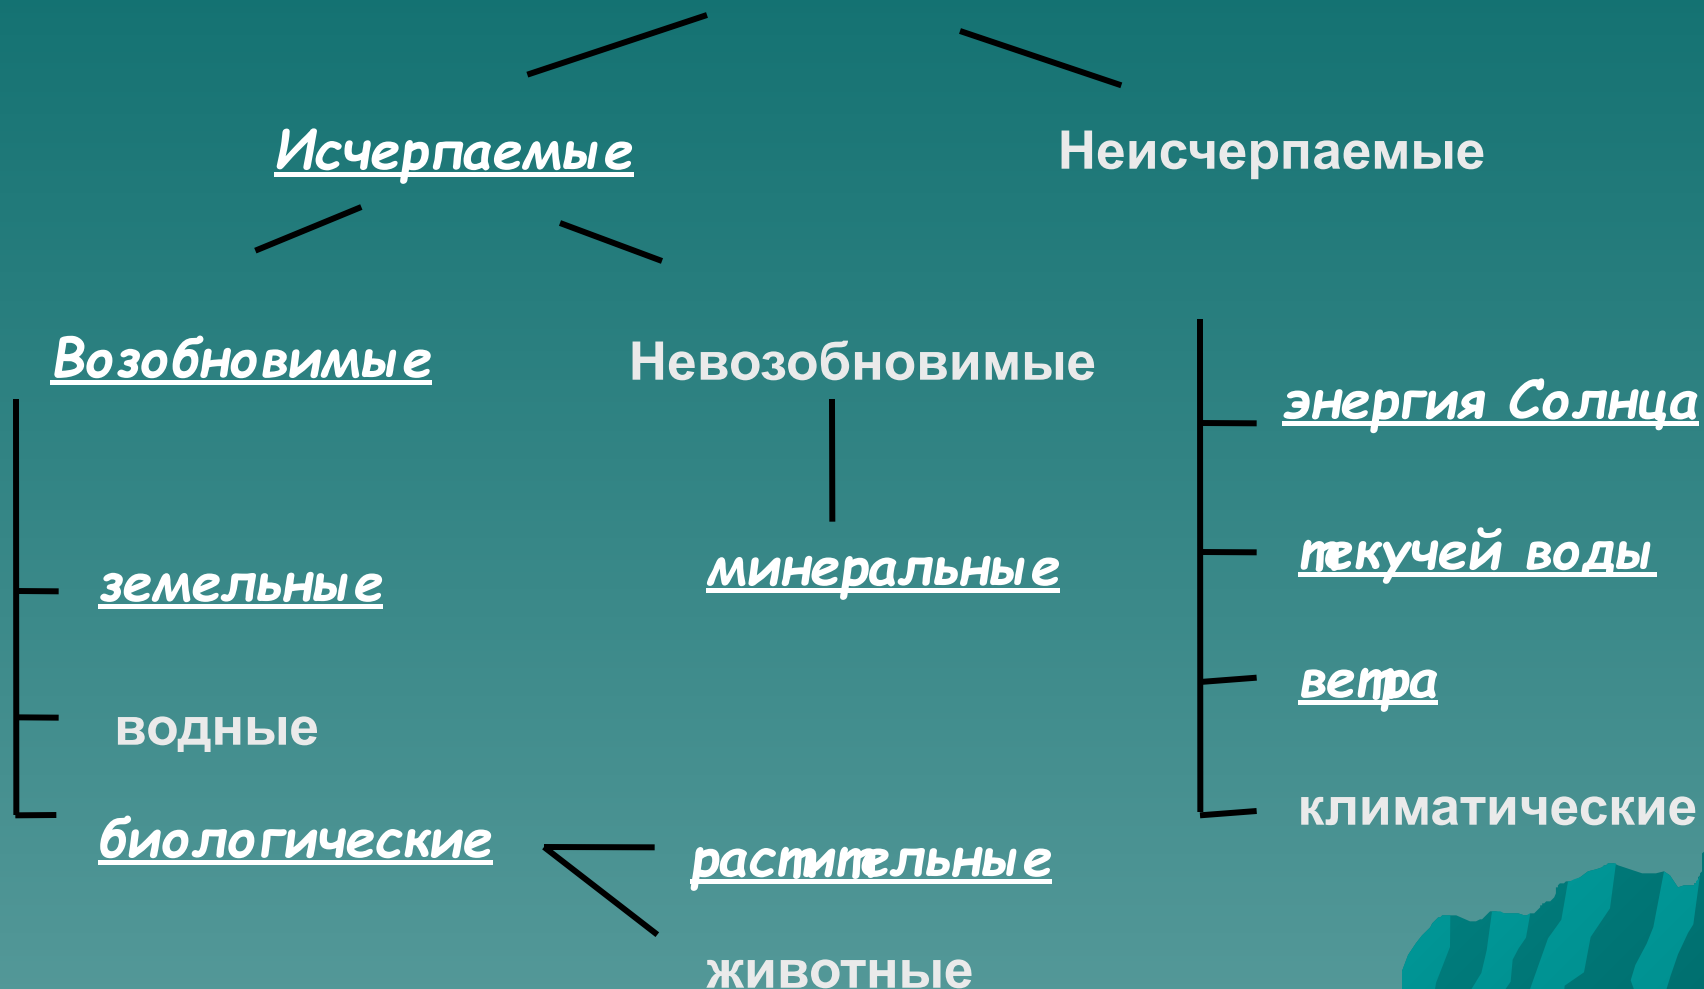 Исчерпаемые
Неисчерпаемые
Возобновимые
Невозобновимые
энергия Солнца
текучей воды
земельные
минеральные
ветра
водные
климатические
биологические
растительные
животные